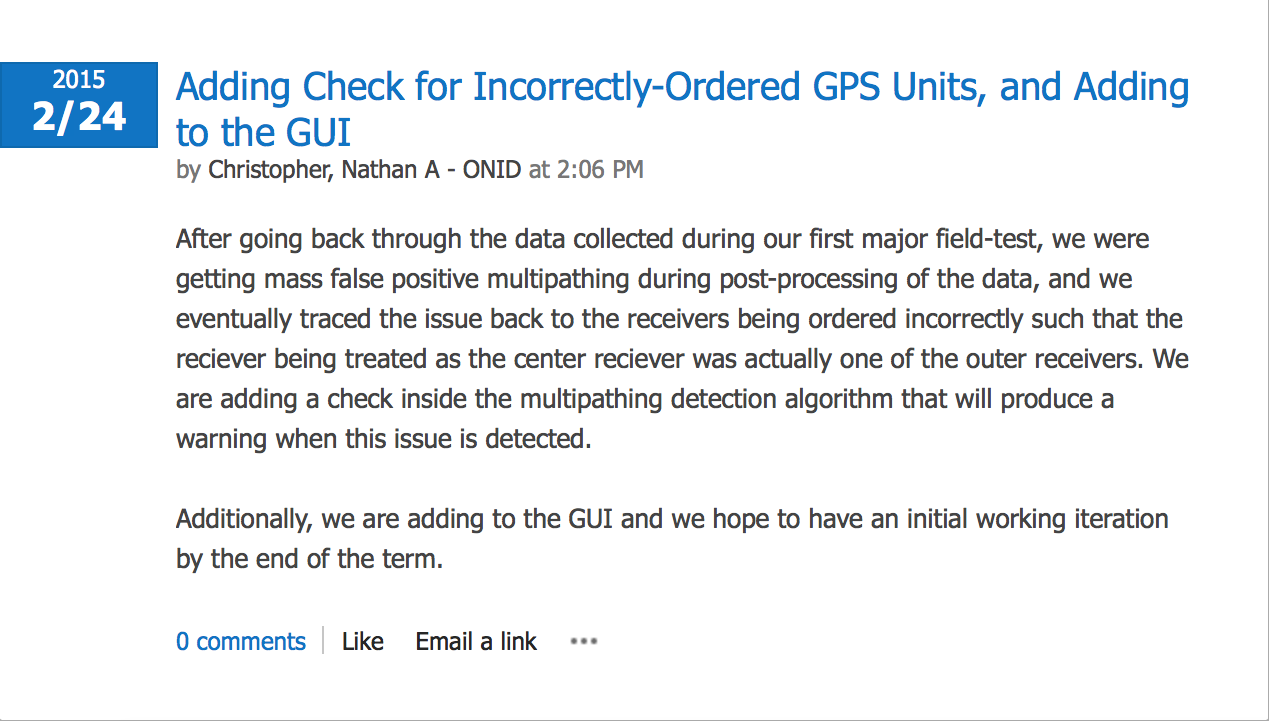 2015
2/24
Adding Check for Incorrectly-Ordered GPS Units, and Adding
to the GUI
by Christopher, Nathan A - ONID at 2:06 PM
After going back through the data collected during our first major field-test, we were
getting mass false positive multipathing during post-processing of the data, and we
eventually traced the issue back to the receivers being ordered incorrectly such that the
reciever being treated as the center reciever was actually one of the outer receivers. We
are adding a check inside the multipathing detection algorithm that will produce a
warning when this issue is detected.
Additionally, we are adding to the GUI and we hope to have an initial working iteration
by the end of the term.
0 comments Like Email a link •••